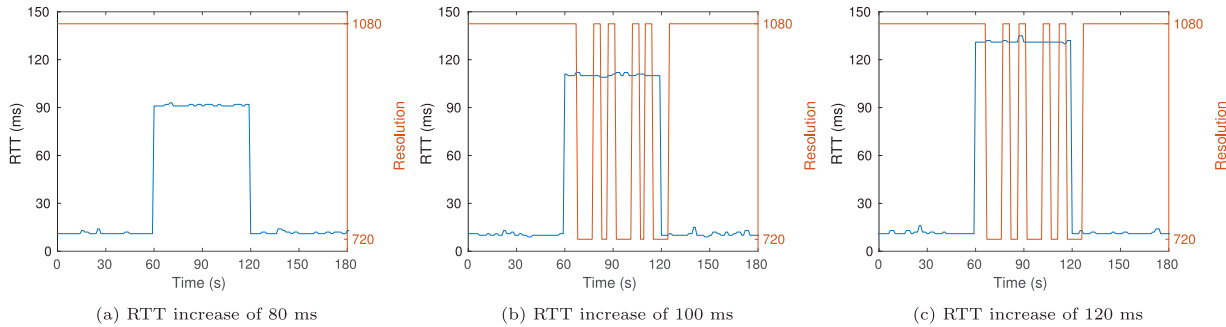 150
120
90
60
30
0
RTT (ms)
1080
720
Resolution
0 30 60 90 120 150 180
Time (s)
(a) RTT increase of 80 ms
150
120
90
60
30
0
RTT (ms)
1080
720
Resolution
0 30 60 90 120 150 180
Time (s)
(b) RTT increase of 100 ms
150
120
90
60
30
0
RTT (ms)
1080
720
Resolution
0 30 60 90 120 150 180
Time (s)
(c) RTT increase of 120 ms